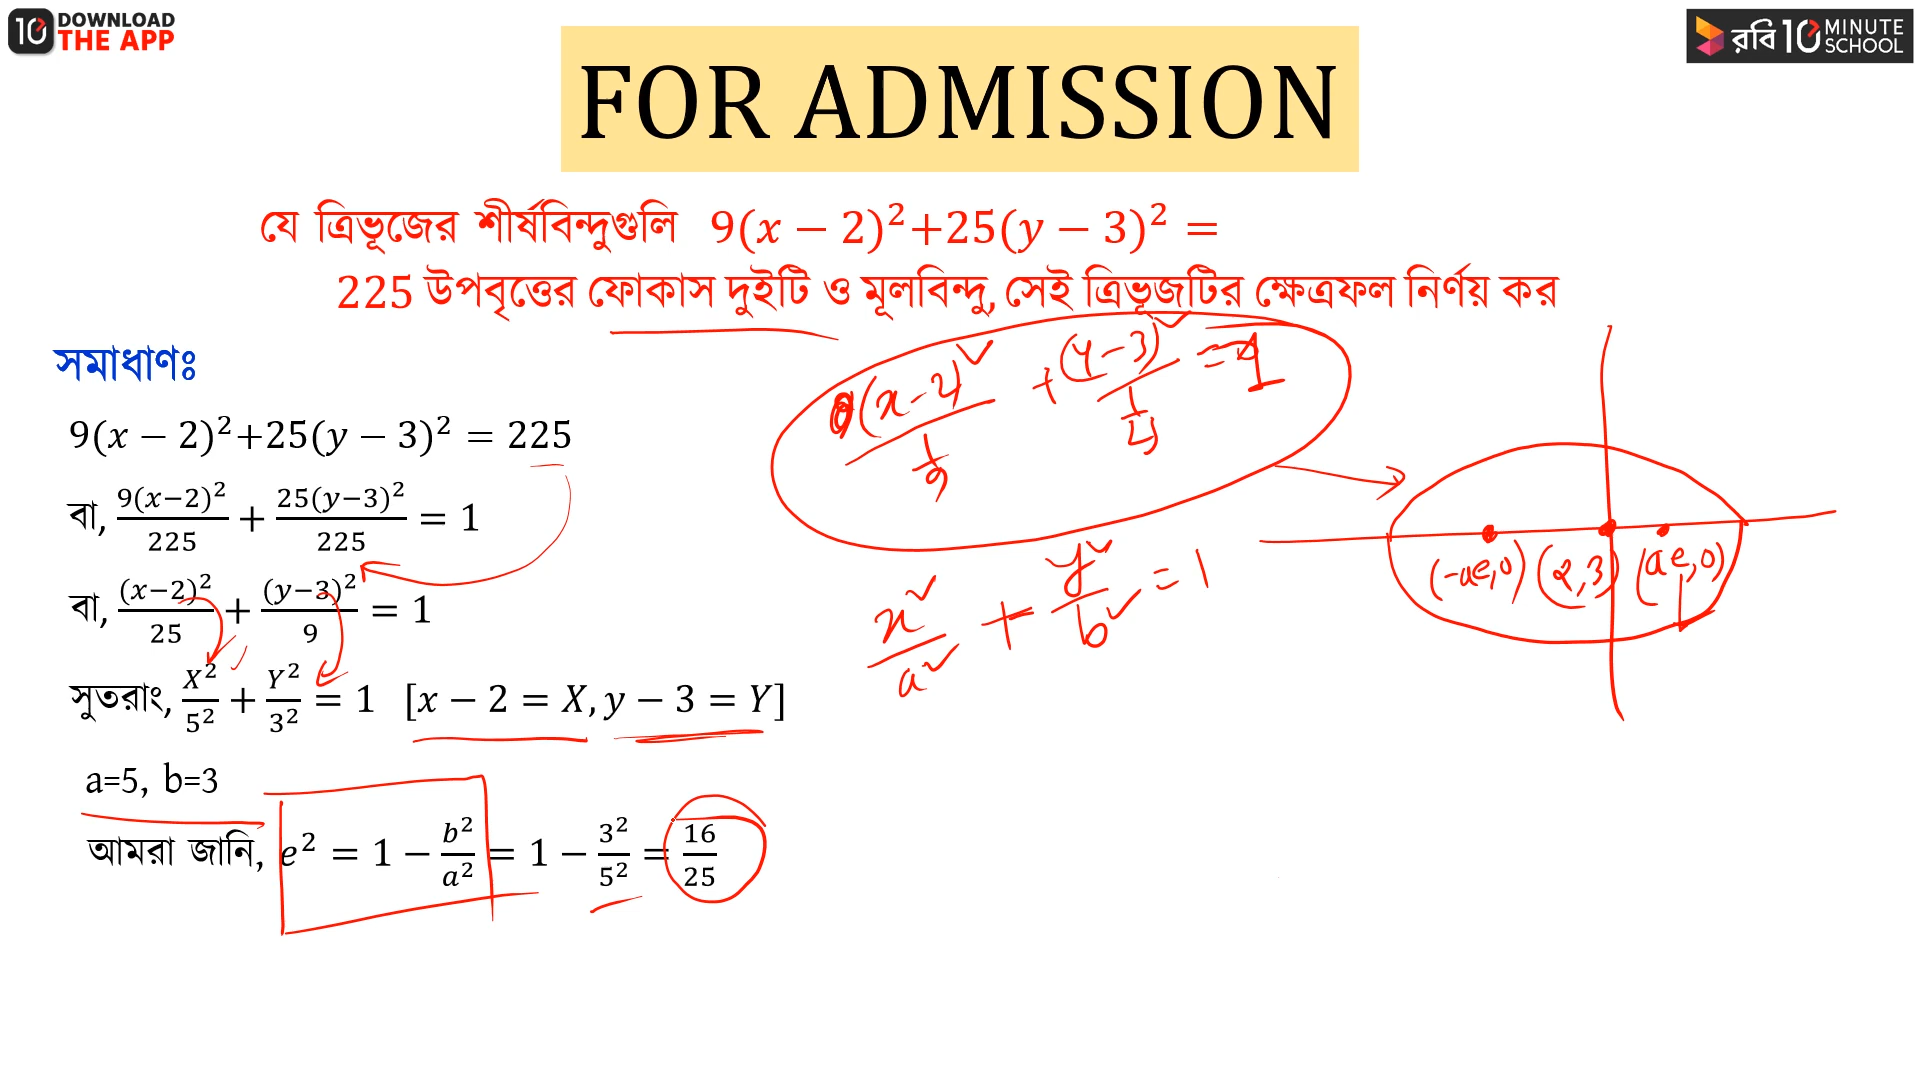 DOWNLOAD
THE APP
রবি 10 MINUTE SCHOOL
FOR ADMISSION
যে ত্রিভূজের শীর্ষবিন্দুগুলি 9(x − 2)²+25(y − 3)² =
225 উপবৃত্তের ফোকাস দুইটি ও মূলবিন্দু, সেই ত্রিভূজটির ক্ষেত্রফল নির্ণয় কর
সমাধাণঃ
9(x − 2)²+25(y − 3)² = 225
বা, 9(x−2)²/225 + 25(y−3)²/225 = 1
বা, (x−2)²/25 + (y−3)²/9 = 1
সুতরাং, X²/5² + Y²/3² = 1 [x − 2 = X, y − 3 = Y]
a=5, b=3
আমরা জানি, e² = 1 − b²/a² = 1 − 3²/5² = 16/25
x²/a² + y²/b² = 1
(-ae,0) (2,3) (ae,0)